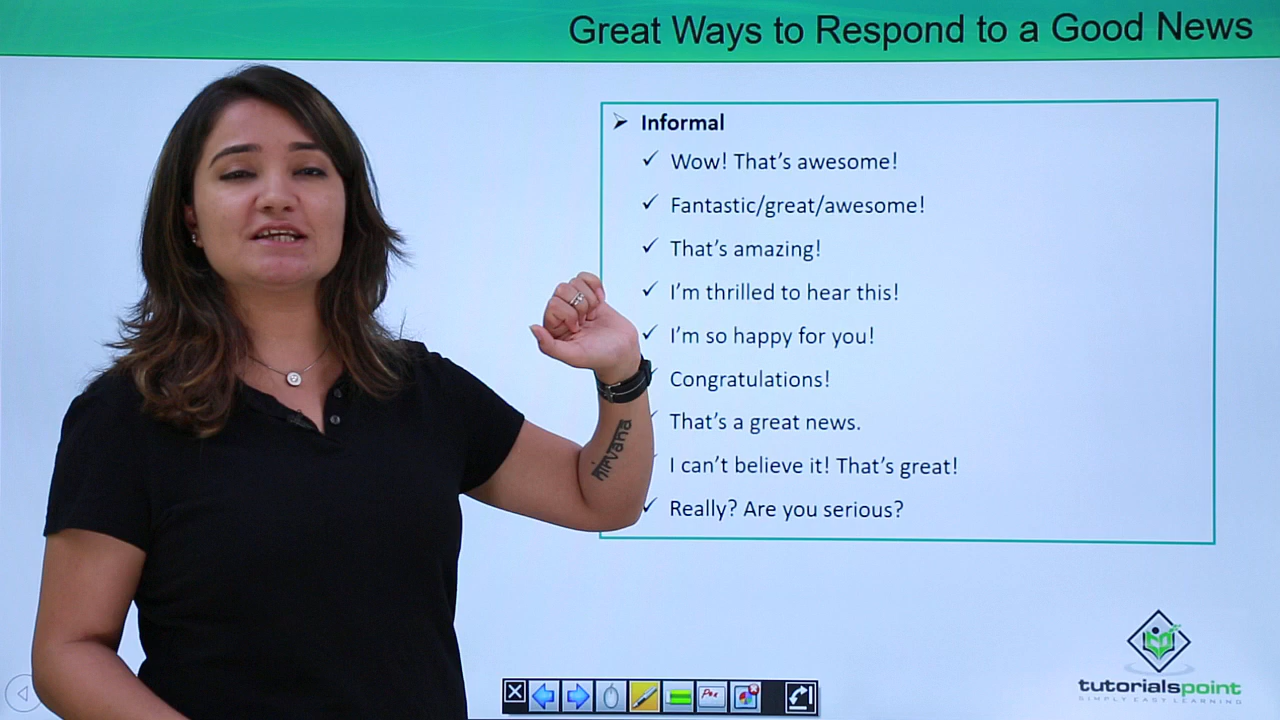 Great Ways to Respond to a Good News
Informal
Wow! That's awesome!
Fantastic/great/awesome!
That's amazing!
I'm thrilled to hear this!
I'm so happy for you!
Congratulations!
That's a great news.
I can't believe it! That's great!
Really? Are you serious?
nirvana
Pen
tutorialspoint
SIMPLY EASY LEARNING